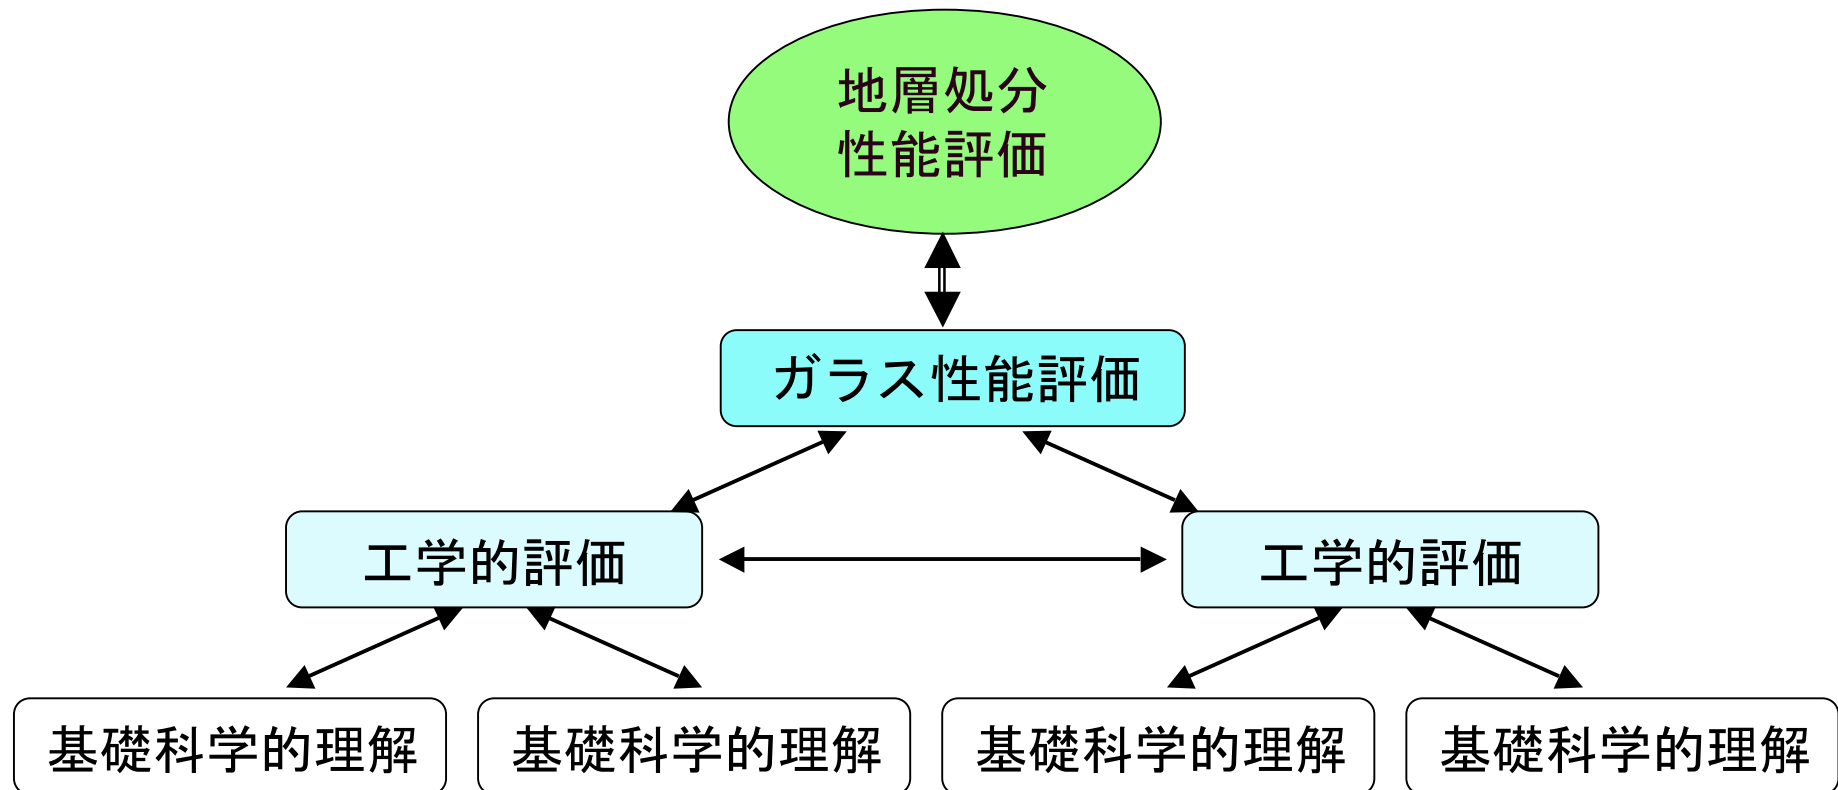 地層処分
性能評価
ガラス性能評価
工学的評価
工学的評価
基礎科学的理解
基礎科学的理解
基礎科学的理解
基礎科学的理解